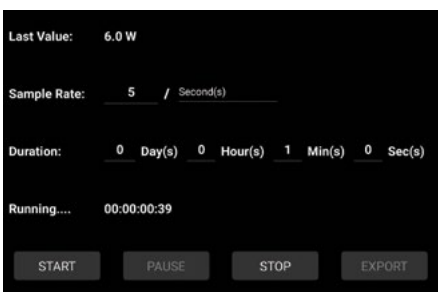 Last Value: 6.0 W
Sample Rate: 5 / Second(s)
Duration: 0 Day(s) 0 Hour(s) 1 Min(s) 0 Sec(s)
Running.... 00:00:00:39
START PAUSE STOP EXPORT